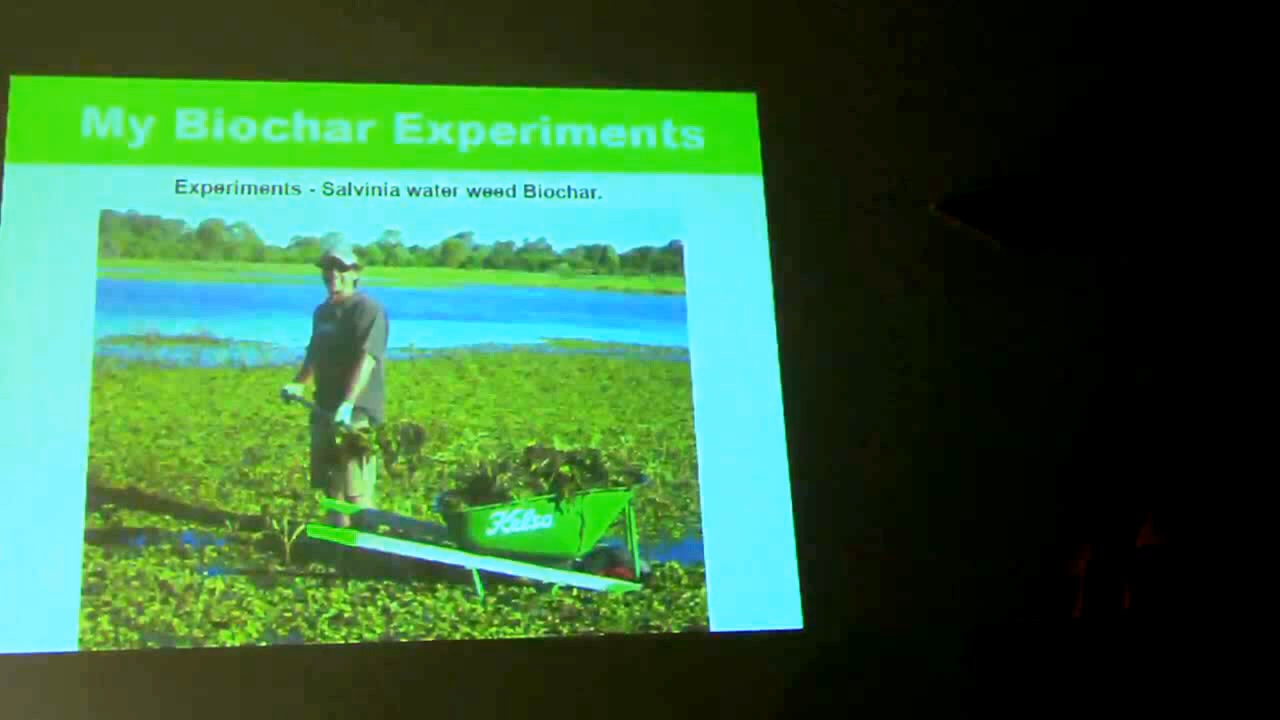 My Biochar Experiments
Experiments - Salvinia water weed Biochar.
Kelso